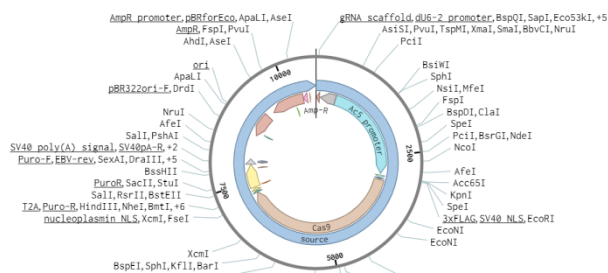 AmpR promoter, pBRforEco, ApaLI, AseI
AmpR, FspI, PvuI
AhdI, AseI
ori
ApaLI
pBR322ori-F, DrdI
NruI
AfeI
SalI, PshAI
SV40 poly(A) signal, SV40pA-R, +2
Puro-F, EBV-rev, SexAI, DraIII, +5
BssHII
PuroR, SacII, StuI
SalI, RsrII, BstEII
T2A, Puro-R, HindIII, NheI, BmtI, +6
nucleoplasmin NLS, XcmI, FseI
XcmI
BspEI, SphI, KflI, BarI
gRNA scaffold, dU6-2 promoter, BspQI, SapI, Eco53kI, +5
AsiSI, PvuI, TspMI, XmaI, SmaI, BbvCI, NruI
PciI
BsiWI
SphI
NsiI, MfeI
FspI
BspDI, ClaI
SpeI
PciI, BsrGI, NdeI
NcoI
AfeI
Acc65I
KpnI
SpeI
3xFLAG, SV40 NLS, EcoRI
EcoNI
EcoNI
10000
2500
5000
7500
Amp-R
Ac5 promoter
Cas9
source